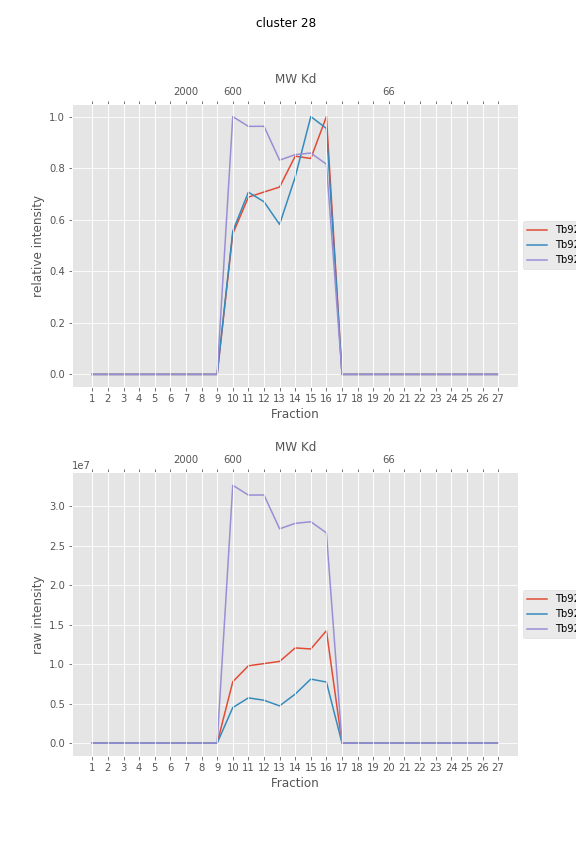 cluster 28
MW Kd
2000 600 66
1.0
0.8
0.6
0.4
0.2
0.0
relative intensity
Tb92
Tb92
Tb92
1 2 3 4 5 6 7 8 9 10 11 12 13 14 15 16 17 18 19 20 21 22 23 24 25 26 27
Fraction
MW Kd
2000 600 66
1e7
3.0
2.5
2.0
1.5
1.0
0.5
0.0
raw intensity
Tb92
Tb92
Tb92
1 2 3 4 5 6 7 8 9 10 11 12 13 14 15 16 17 18 19 20 21 22 23 24 25 26 27
Fraction